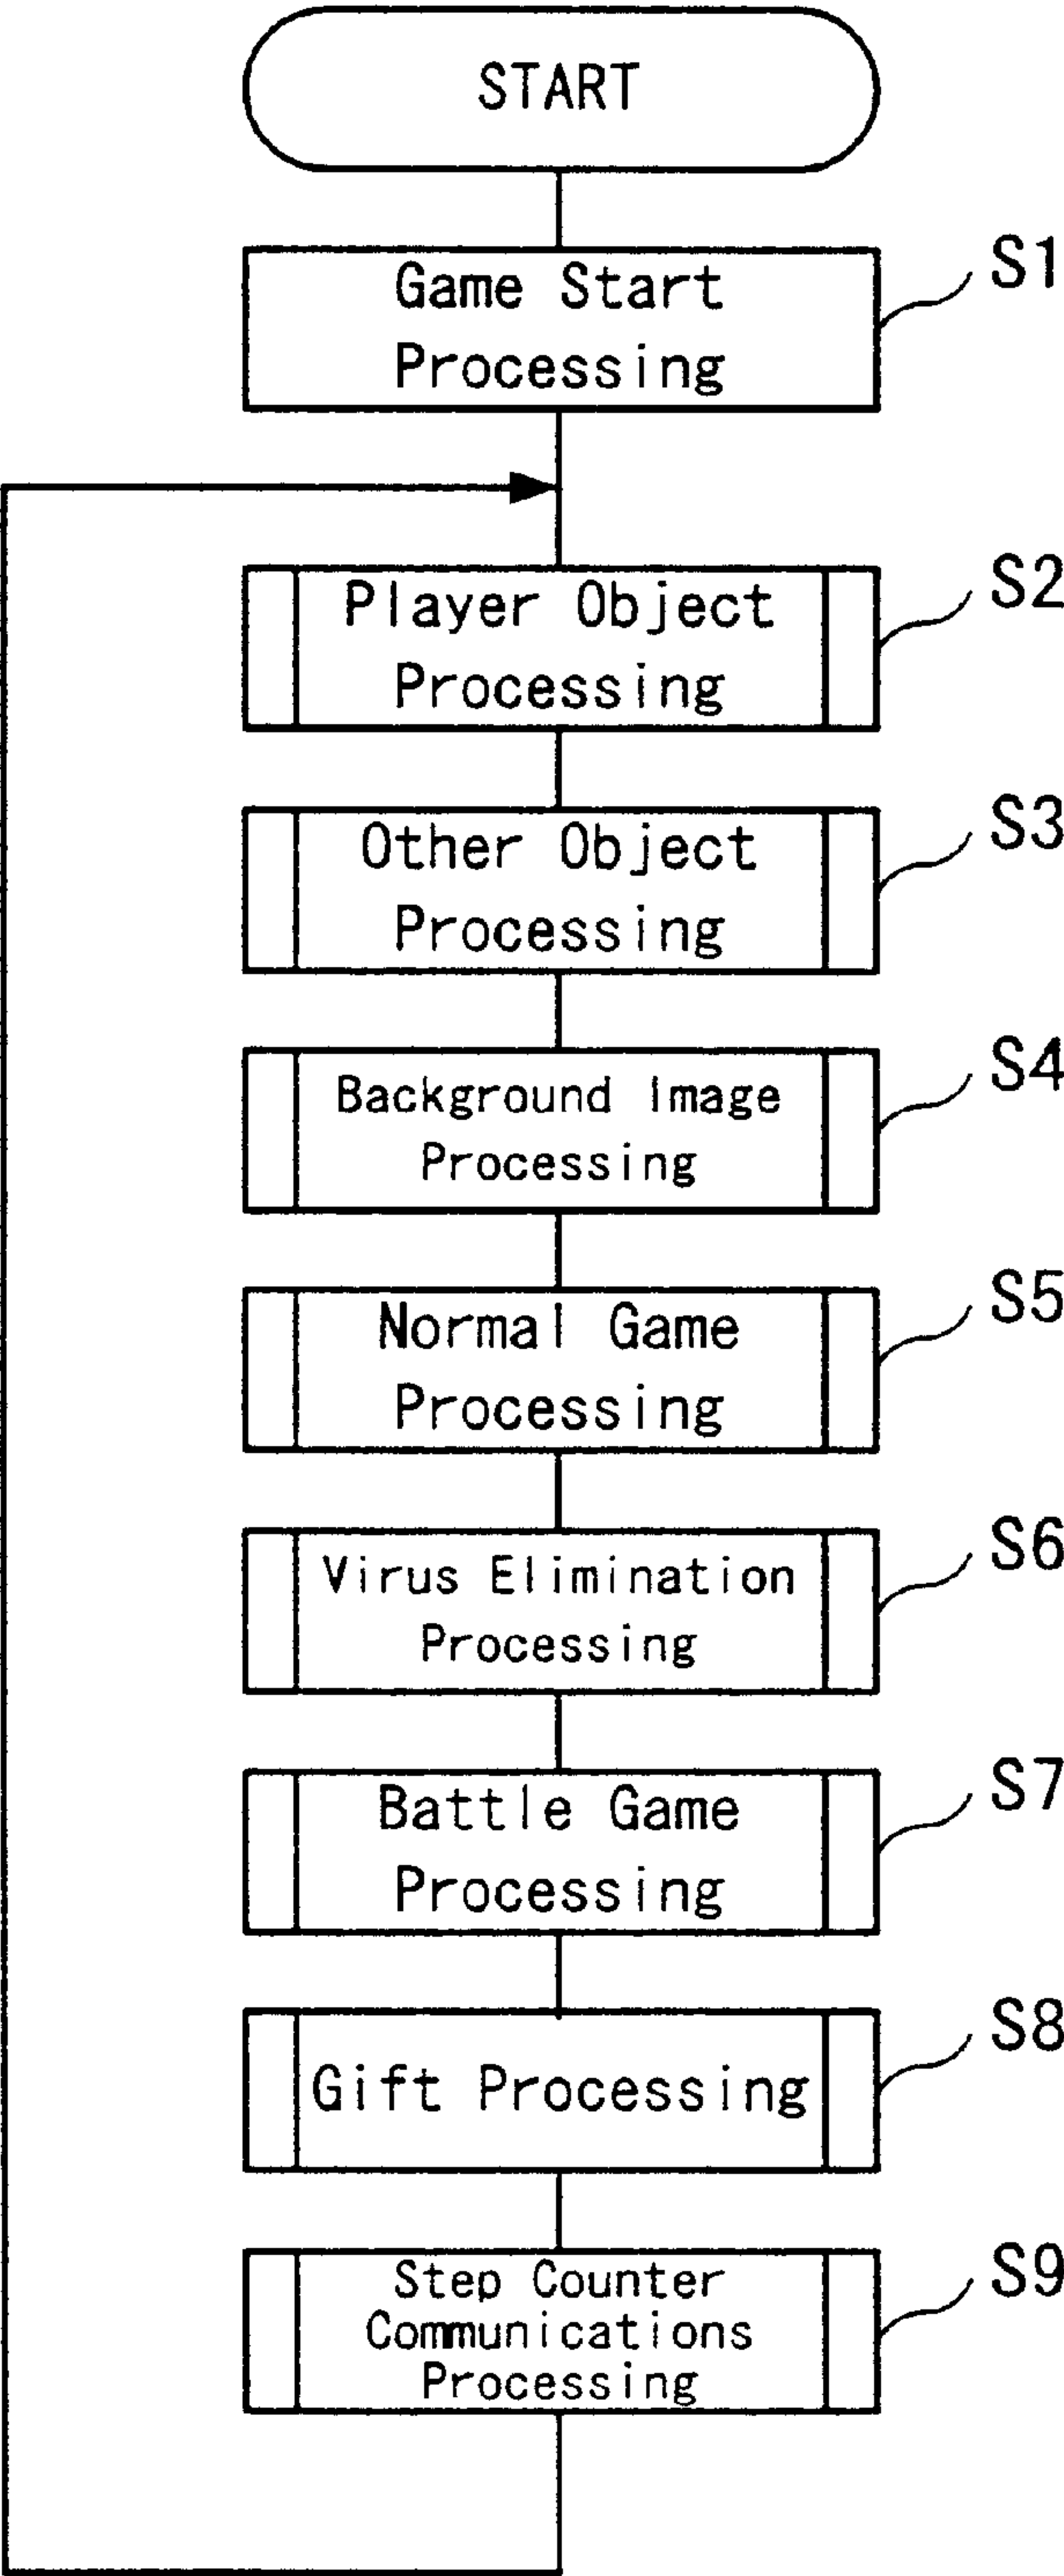 START
Game Start
Processing
S1
Player Object
Processing
S2
Other Object
Processing
S3
Background Image
Processing
S4
Normal Game
Processing
S5
Virus Elimination
Processing
S6
Battle Game
Processing
S7
Gift Processing
S8
Step Counter
Communications
Processing
S9